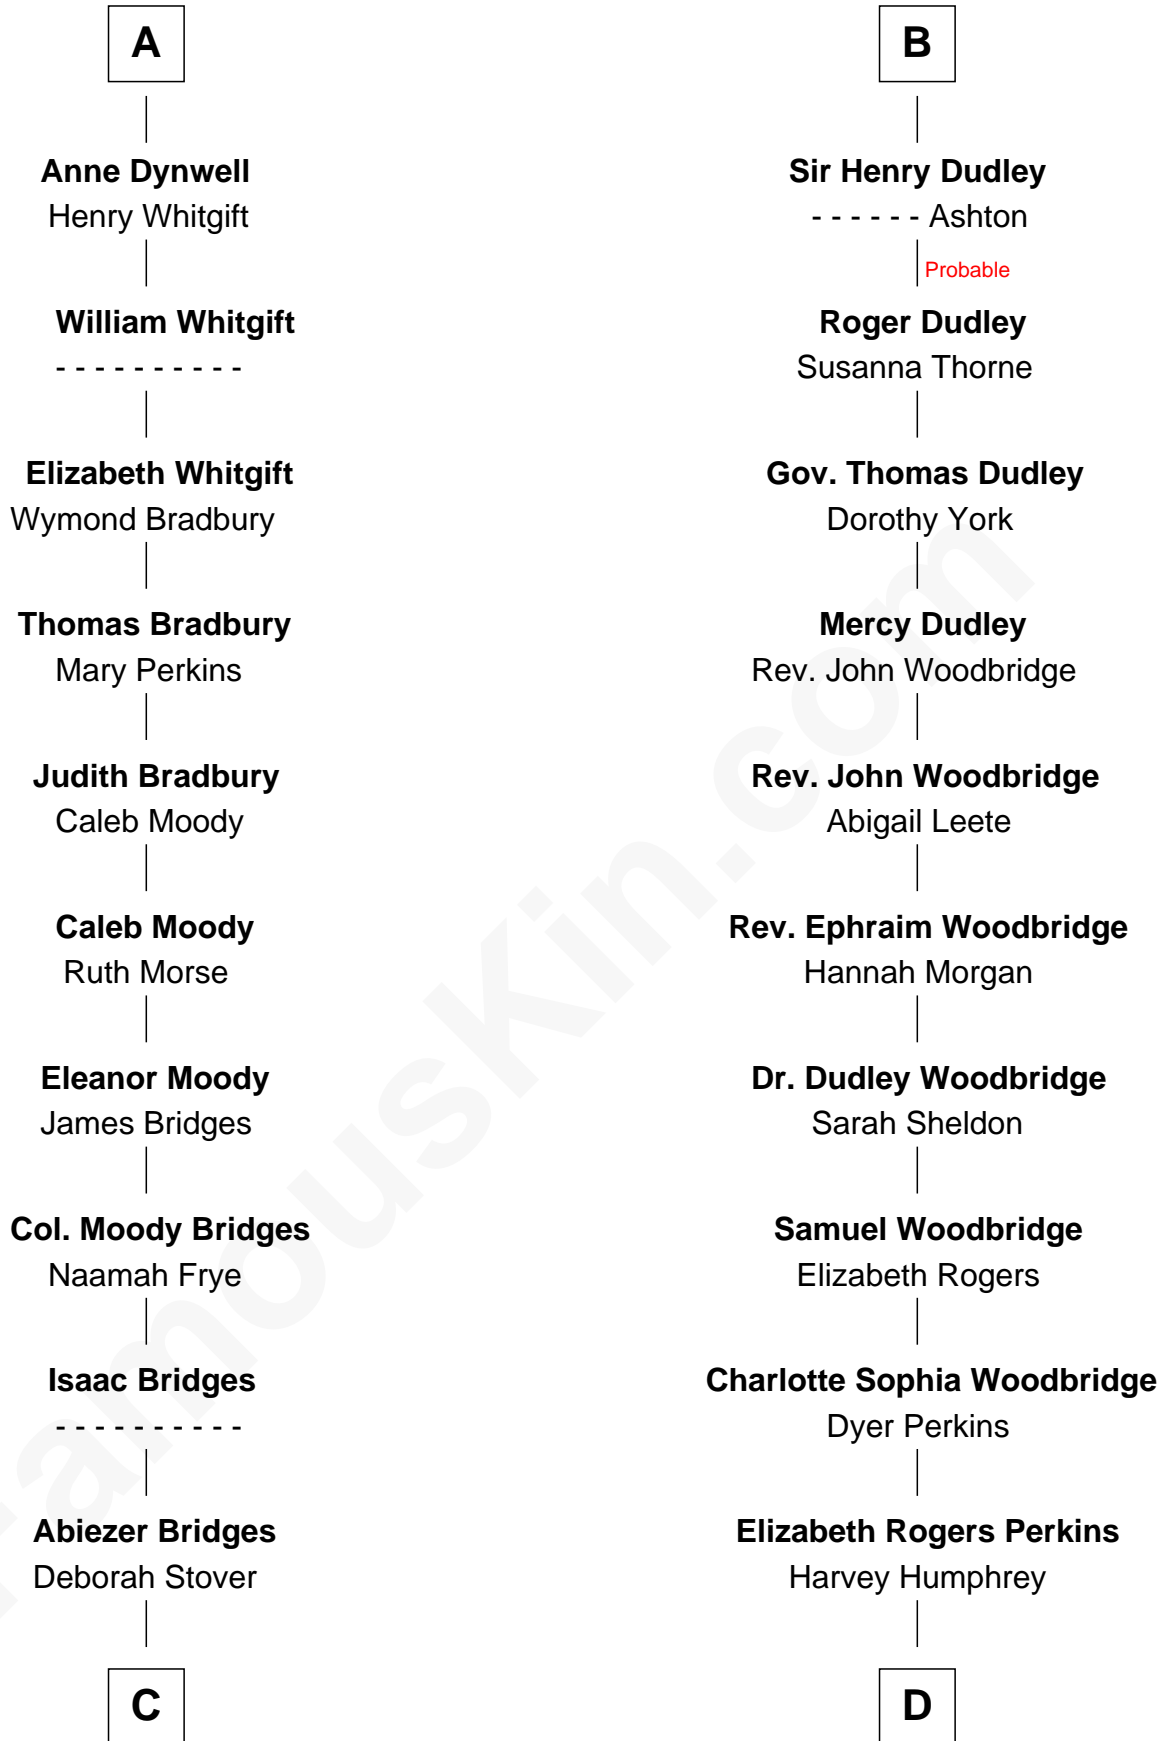 A
Anne Dynwell
Henry Whitgift
William Whitgift
- - - - - - - - - -
Elizabeth Whitgift
Wymond Bradbury
Thomas Bradbury
Mary Perkins
Judith Bradbury
Caleb Moody
Caleb Moody
Ruth Morse
Eleanor Moody
James Bridges
Col. Moody Bridges
Naamah Frye
Isaac Bridges
- - - - - - - - - -
Abiezer Bridges
Deborah Stover
C
B
Sir Henry Dudley
- - - - - - Ashton
Probable
Roger Dudley
Susanna Thorne
Gov. Thomas Dudley
Dorothy York
Mercy Dudley
Rev. John Woodbridge
Rev. John Woodbridge
Abigail Leete
Rev. Ephraim Woodbridge
Hannah Morgan
Dr. Dudley Woodbridge
Sarah Sheldon
Samuel Woodbridge
Elizabeth Rogers
Charlotte Sophia Woodbridge
Dyer Perkins
Elizabeth Rogers Perkins
Harvey Humphrey
D
FamousKin.com